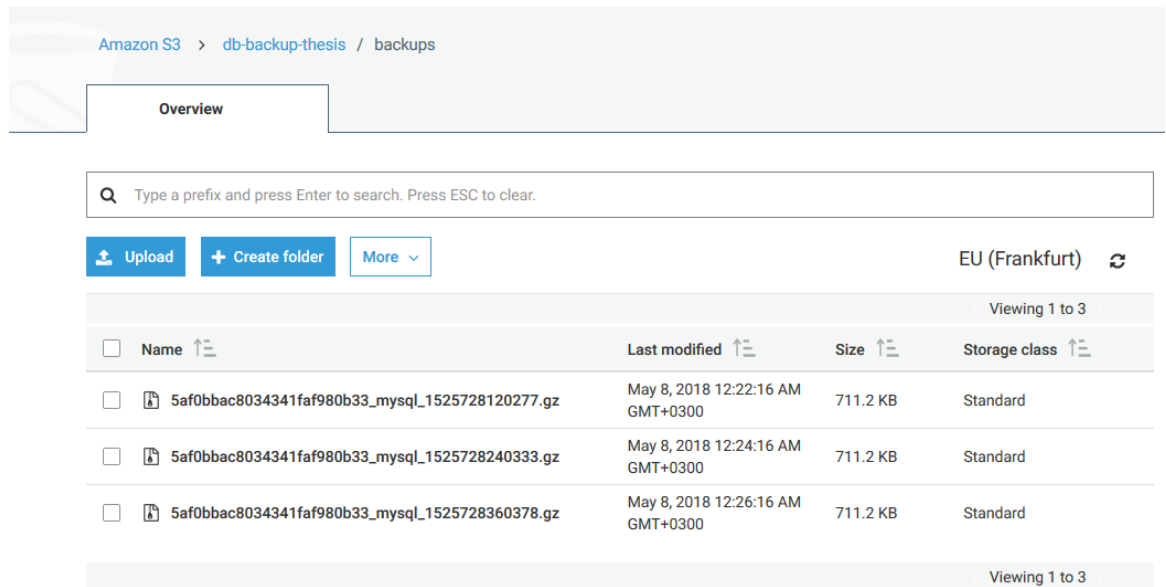 Amazon S3 > db-backup-thesis / backups
Overview
Type a prefix and press Enter to search. Press ESC to clear.
Upload + Create folder More EU (Frankfurt)
Viewing 1 to 3
Name Last modified Size Storage class
5af0bbac8034341faf980b33_mysql_1525728120277.gz May 8, 2018 12:22:16 AM 711.2 KB Standard
GMT+0300
5af0bbac8034341faf980b33_mysql_1525728240333.gz May 8, 2018 12:24:16 AM 711.2 KB Standard
GMT+0300
5af0bbac8034341faf980b33_mysql_1525728360378.gz May 8, 2018 12:26:16 AM 711.2 KB Standard
GMT+0300
Viewing 1 to 3